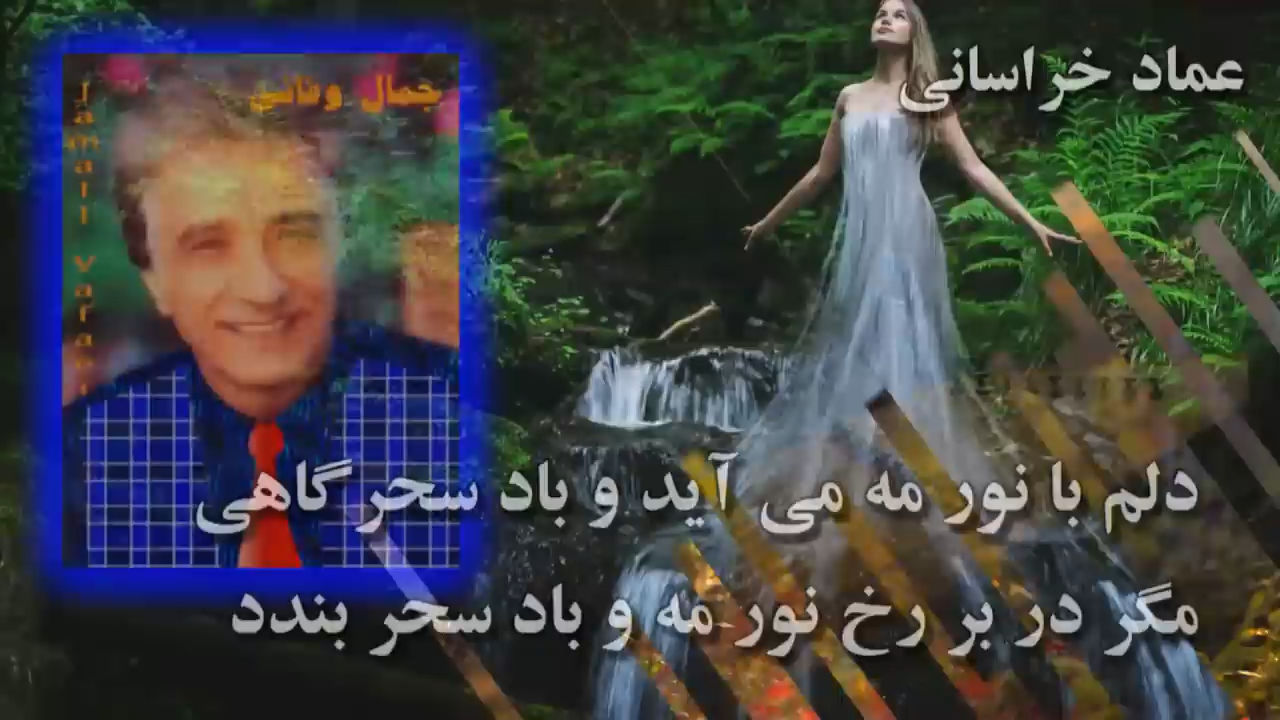 عماد خراسانی
جمال وفائی
Jamali Vafaei
دلم با نور مه می آید و باد سحر گاهی
مگر در بر رخ نور مه و باد سحر بندد